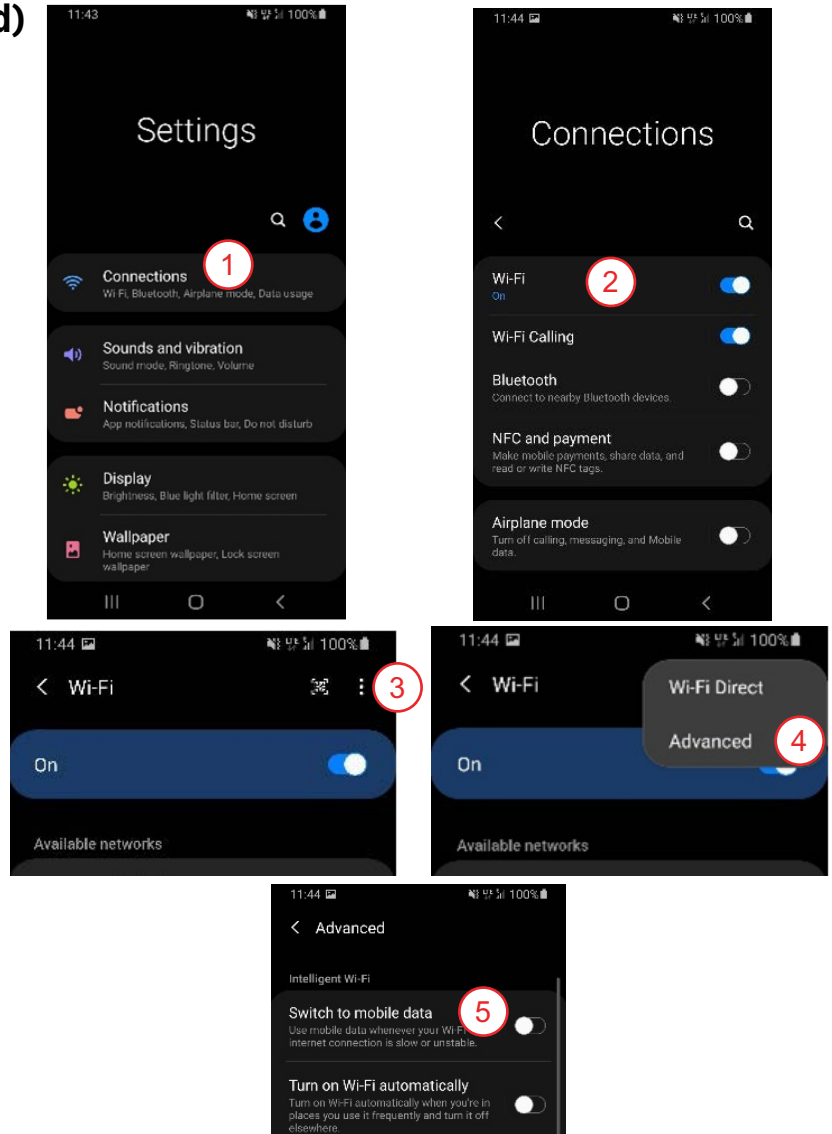 d)
11:43 100%
Settings
Connections 1
Wi-Fi, Bluetooth, Airplane mode, Data usage
Sounds and vibration
Sound mode, Ringtone, Volume
Notifications
App notifications, Status bar, Do not disturb
Display
Brightness, Blue light filter, Home screen
Wallpaper
Home screen wallpaper, Lock screen
wallpaper
11:44 100%
Connections
Wi-Fi 2
On
Wi-Fi Calling
Bluetooth
Connect to nearby Bluetooth devices.
NFC and payment
Make mobile payments, share data, and
read or write NFC tags.
Airplane mode
Turn off calling, messaging, and Mobile
data.
11:44 100%
Wi-Fi 3
On
Available networks
11:44 100%
Wi-Fi
Wi-Fi Direct
Advanced 4
On
Available networks
11:44 100%
Advanced
Intelligent Wi-Fi
Switch to mobile data 5
Use mobile data whenever your Wi-Fi
internet connection is slow or unstable.
Turn on Wi-Fi automatically
Turn on Wi-Fi automatically when you're in
places you use it frequently and turn it off
elsewhere.